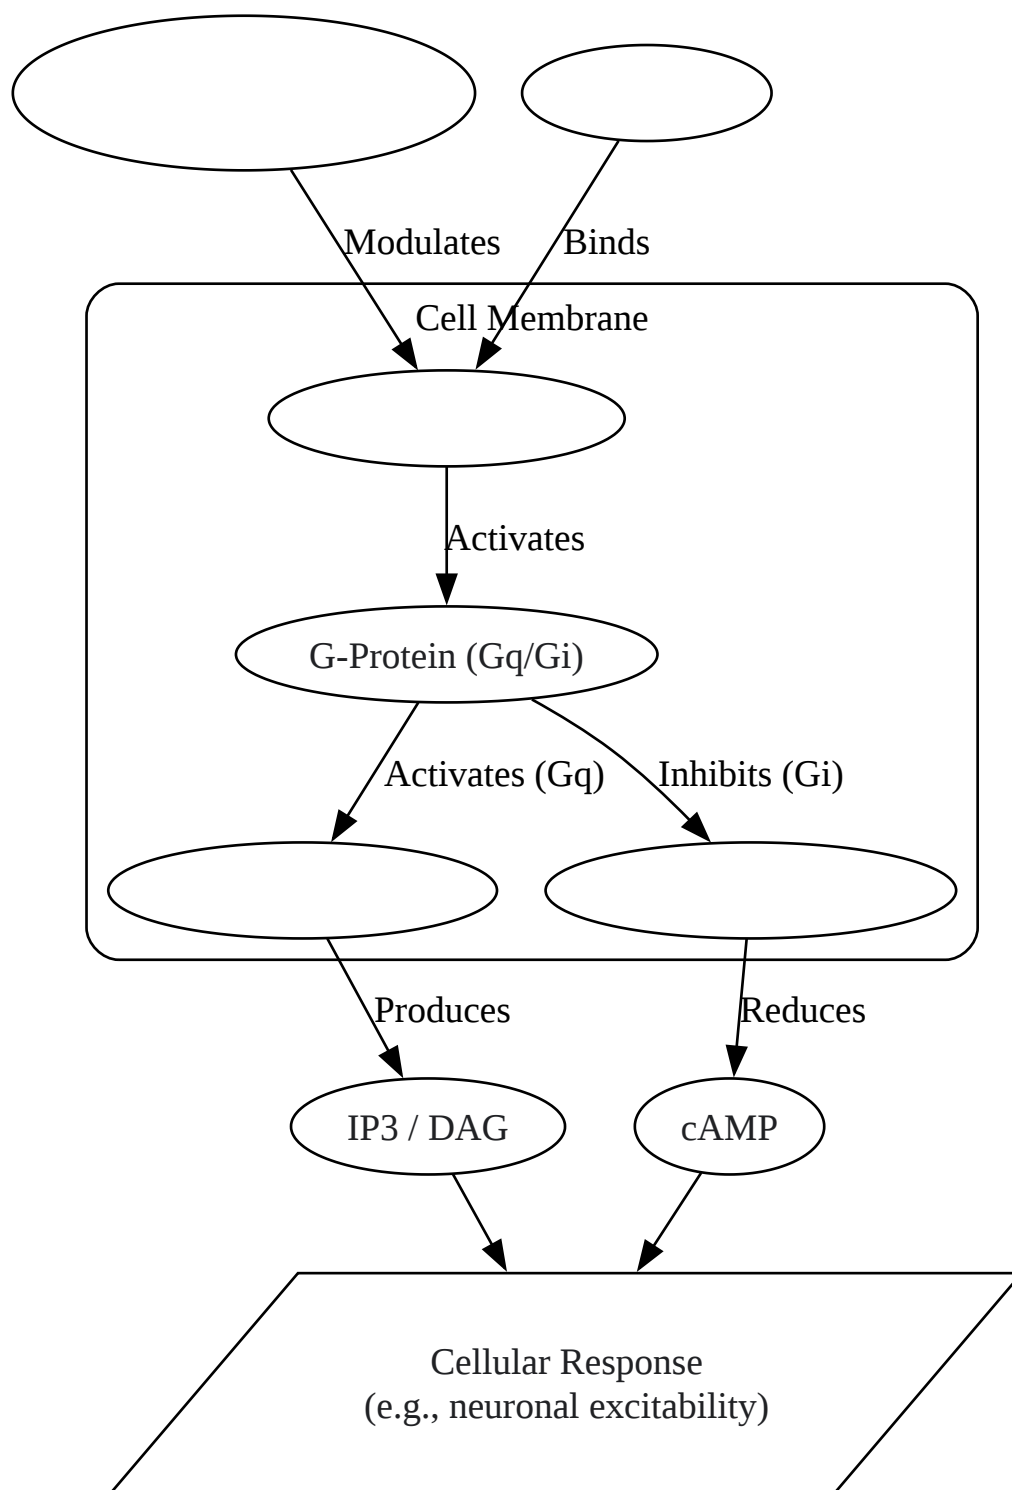 Modulates
Binds
Cell Membrane
Activates
G-Protein (Gq/Gi)
Activates (Gq)
Inhibits (Gi)
Produces
Reduces
IP3 / DAG
cAMP
Cellular Response
(e.g., neuronal excitability)